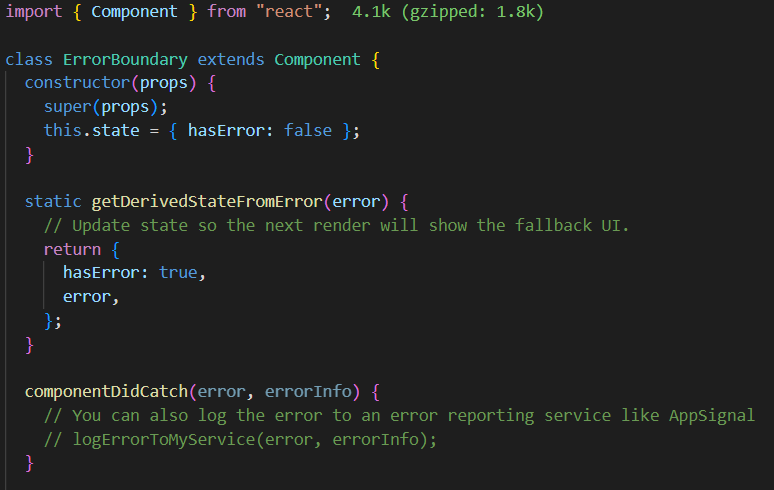 import { Component } from "react";  4.1k (gzipped: 1.8k)

class ErrorBoundary extends Component {
  constructor(props) {
    super(props);
    this.state = { hasError: false };
  }

  static getDerivedStateFromError(error) {
    // Update state so the next render will show the fallback UI.
    return {
      hasError: true,
      error,
    };
  }

  componentDidCatch(error, errorInfo) {
    // You can also log the error to an error reporting service like AppSignal
    // logErrorToMyService(error, errorInfo);
  }